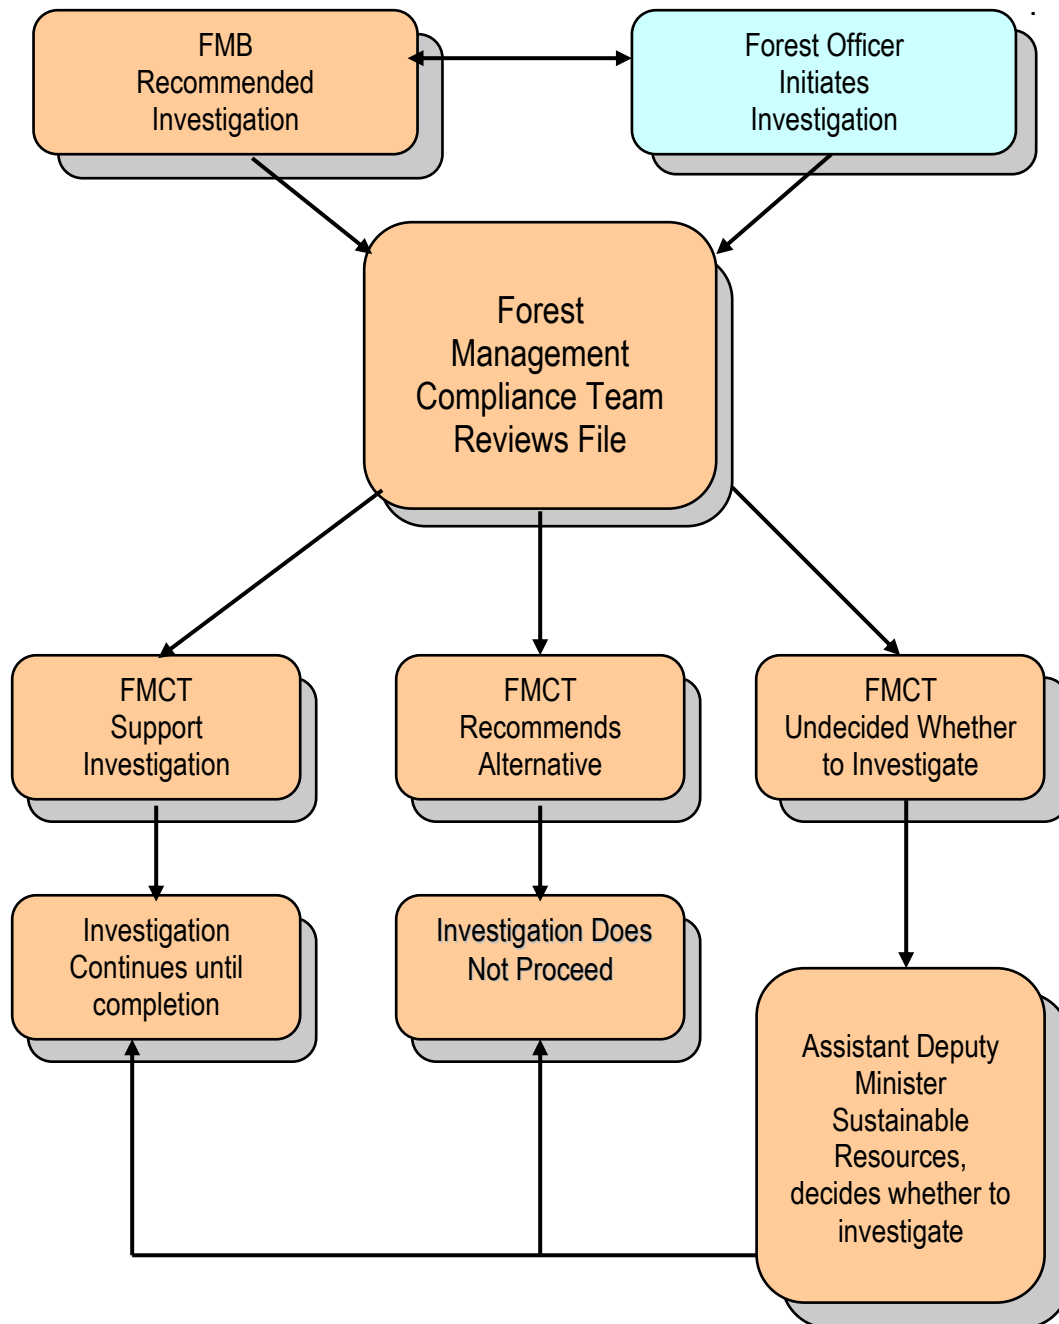 FMB
Recommended
Investigation
Forest Officer
Initiates
Investigation
Forest
Management
Compliance Team
Reviews File
FMCT
Support
Investigation
FMCT
Recommends
Alternative
FMCT
Undecided Whether
to Investigate
Investigation
Continues until
completion
Investigation Does
Not Proceed
Assistant Deputy
Minister
Sustainable
Resources,
decides whether to
investigate